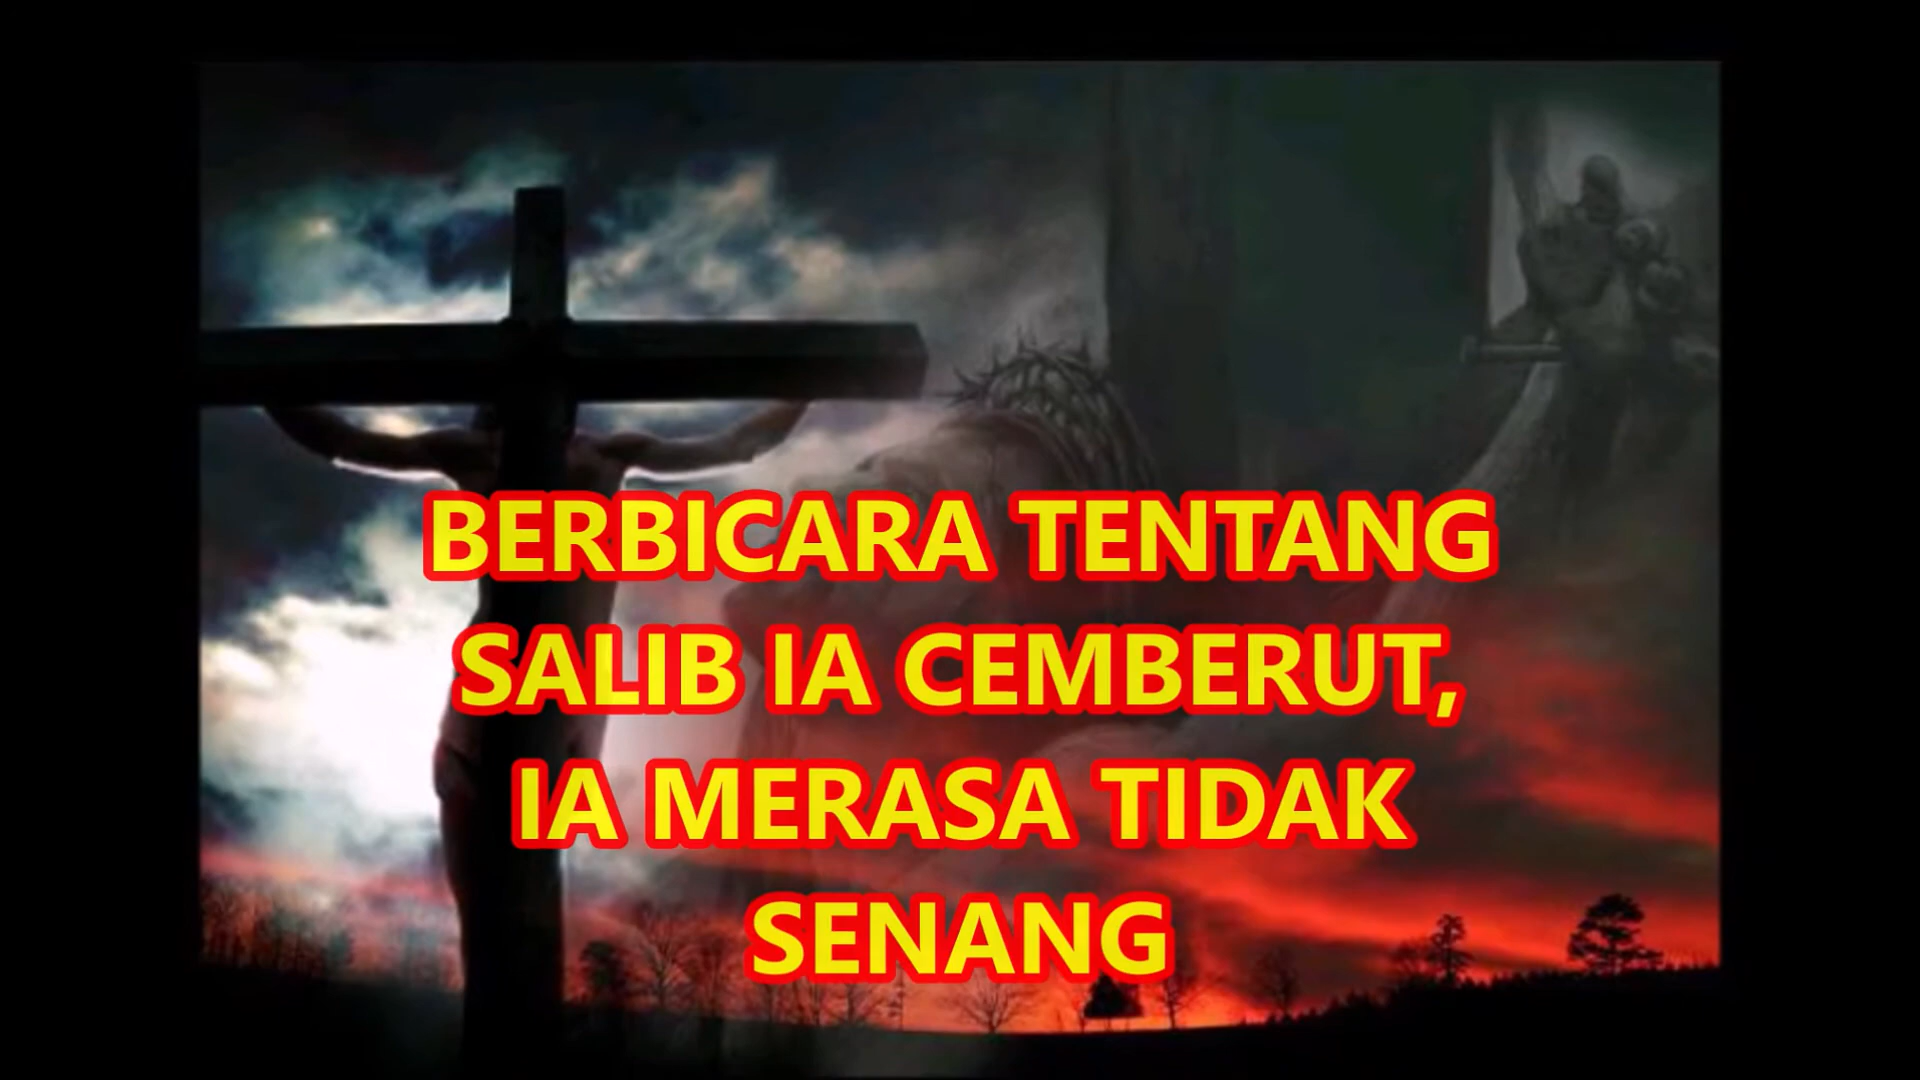 BERBICARA TENTANG
SALIB IA CEMBERUT,
IA MERASA TIDAK
SENANG